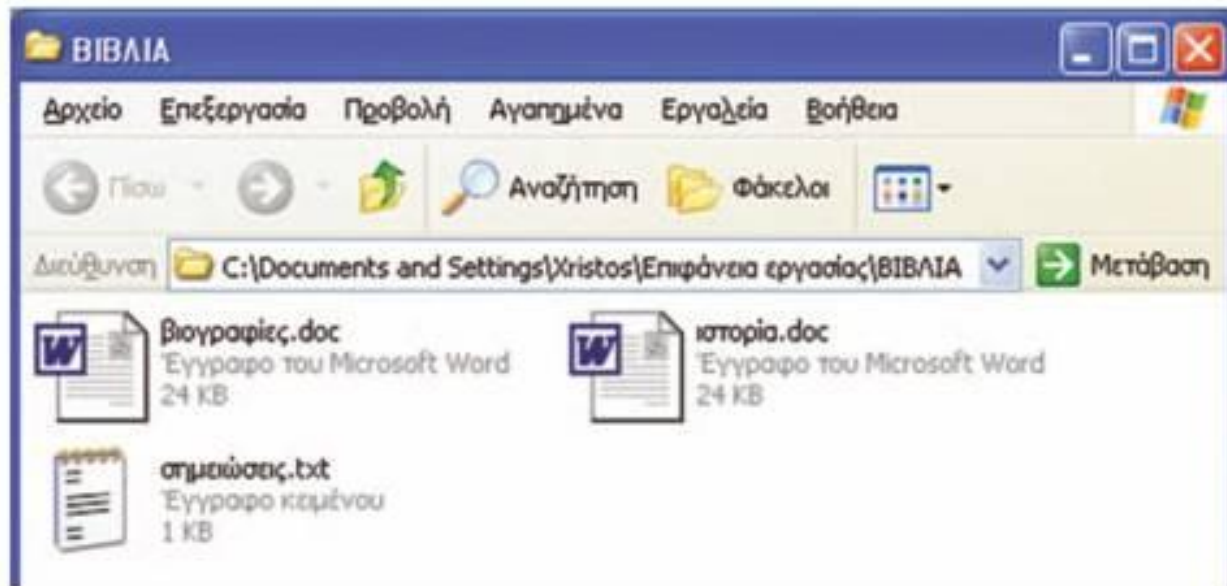 ΒΙΒΛΙΑ
Αρχείο Επεξεργασία Προβολή Αγαπημένα Εργαλεία Βοήθεια
Πίσω Αναζήτηση Φάκελοι
Διεύθυνση C:\Documents and Settings\Xristos\Επιφάνεια εργασίας\ΒΙΒΛΙΑ Μετάβαση
βιογραφίες.doc
Έγγραφο του Microsoft Word
24 KB
ιστορία.doc
Έγγραφο του Microsoft Word
24 KB
σημειώσεις.txt
Έγγραφο κειμένου
1 KB